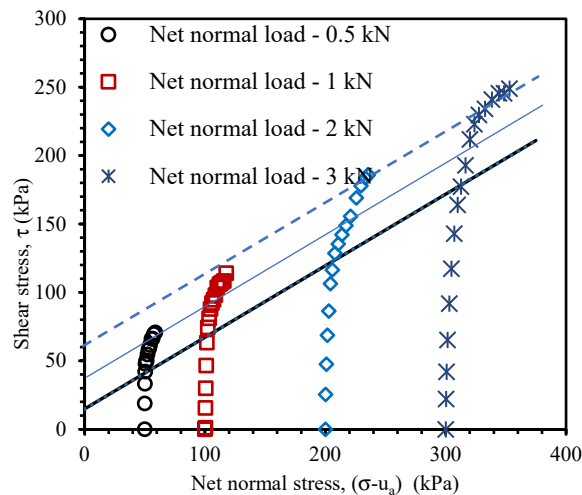 300
250
200
150
100
50
0
Shear stress, τ (kPa)
Net normal load - 0.5 kN
Net normal load - 1 kN
Net normal load - 2 kN
Net normal load - 3 kN
0 100 200 300 400
Net normal stress, (σ-uₐ) (kPa)